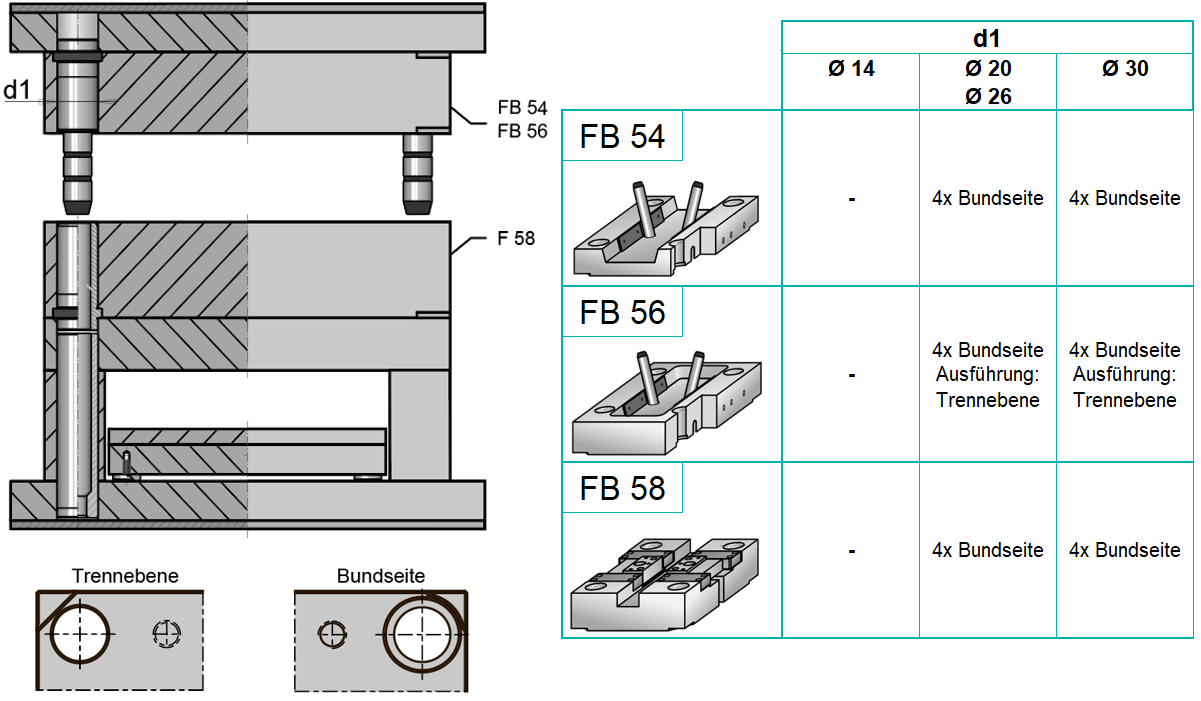 d1
FB 54
FB 56
F 58
Trennebene
Bundseite
d1
Ø 14
Ø 20
Ø 26
Ø 30
FB 54
-
4x Bundseite
4x Bundseite
FB 56
-
4x Bundseite
Ausführung:
Trennebene
4x Bundseite
Ausführung:
Trennebene
FB 58
-
4x Bundseite
4x Bundseite